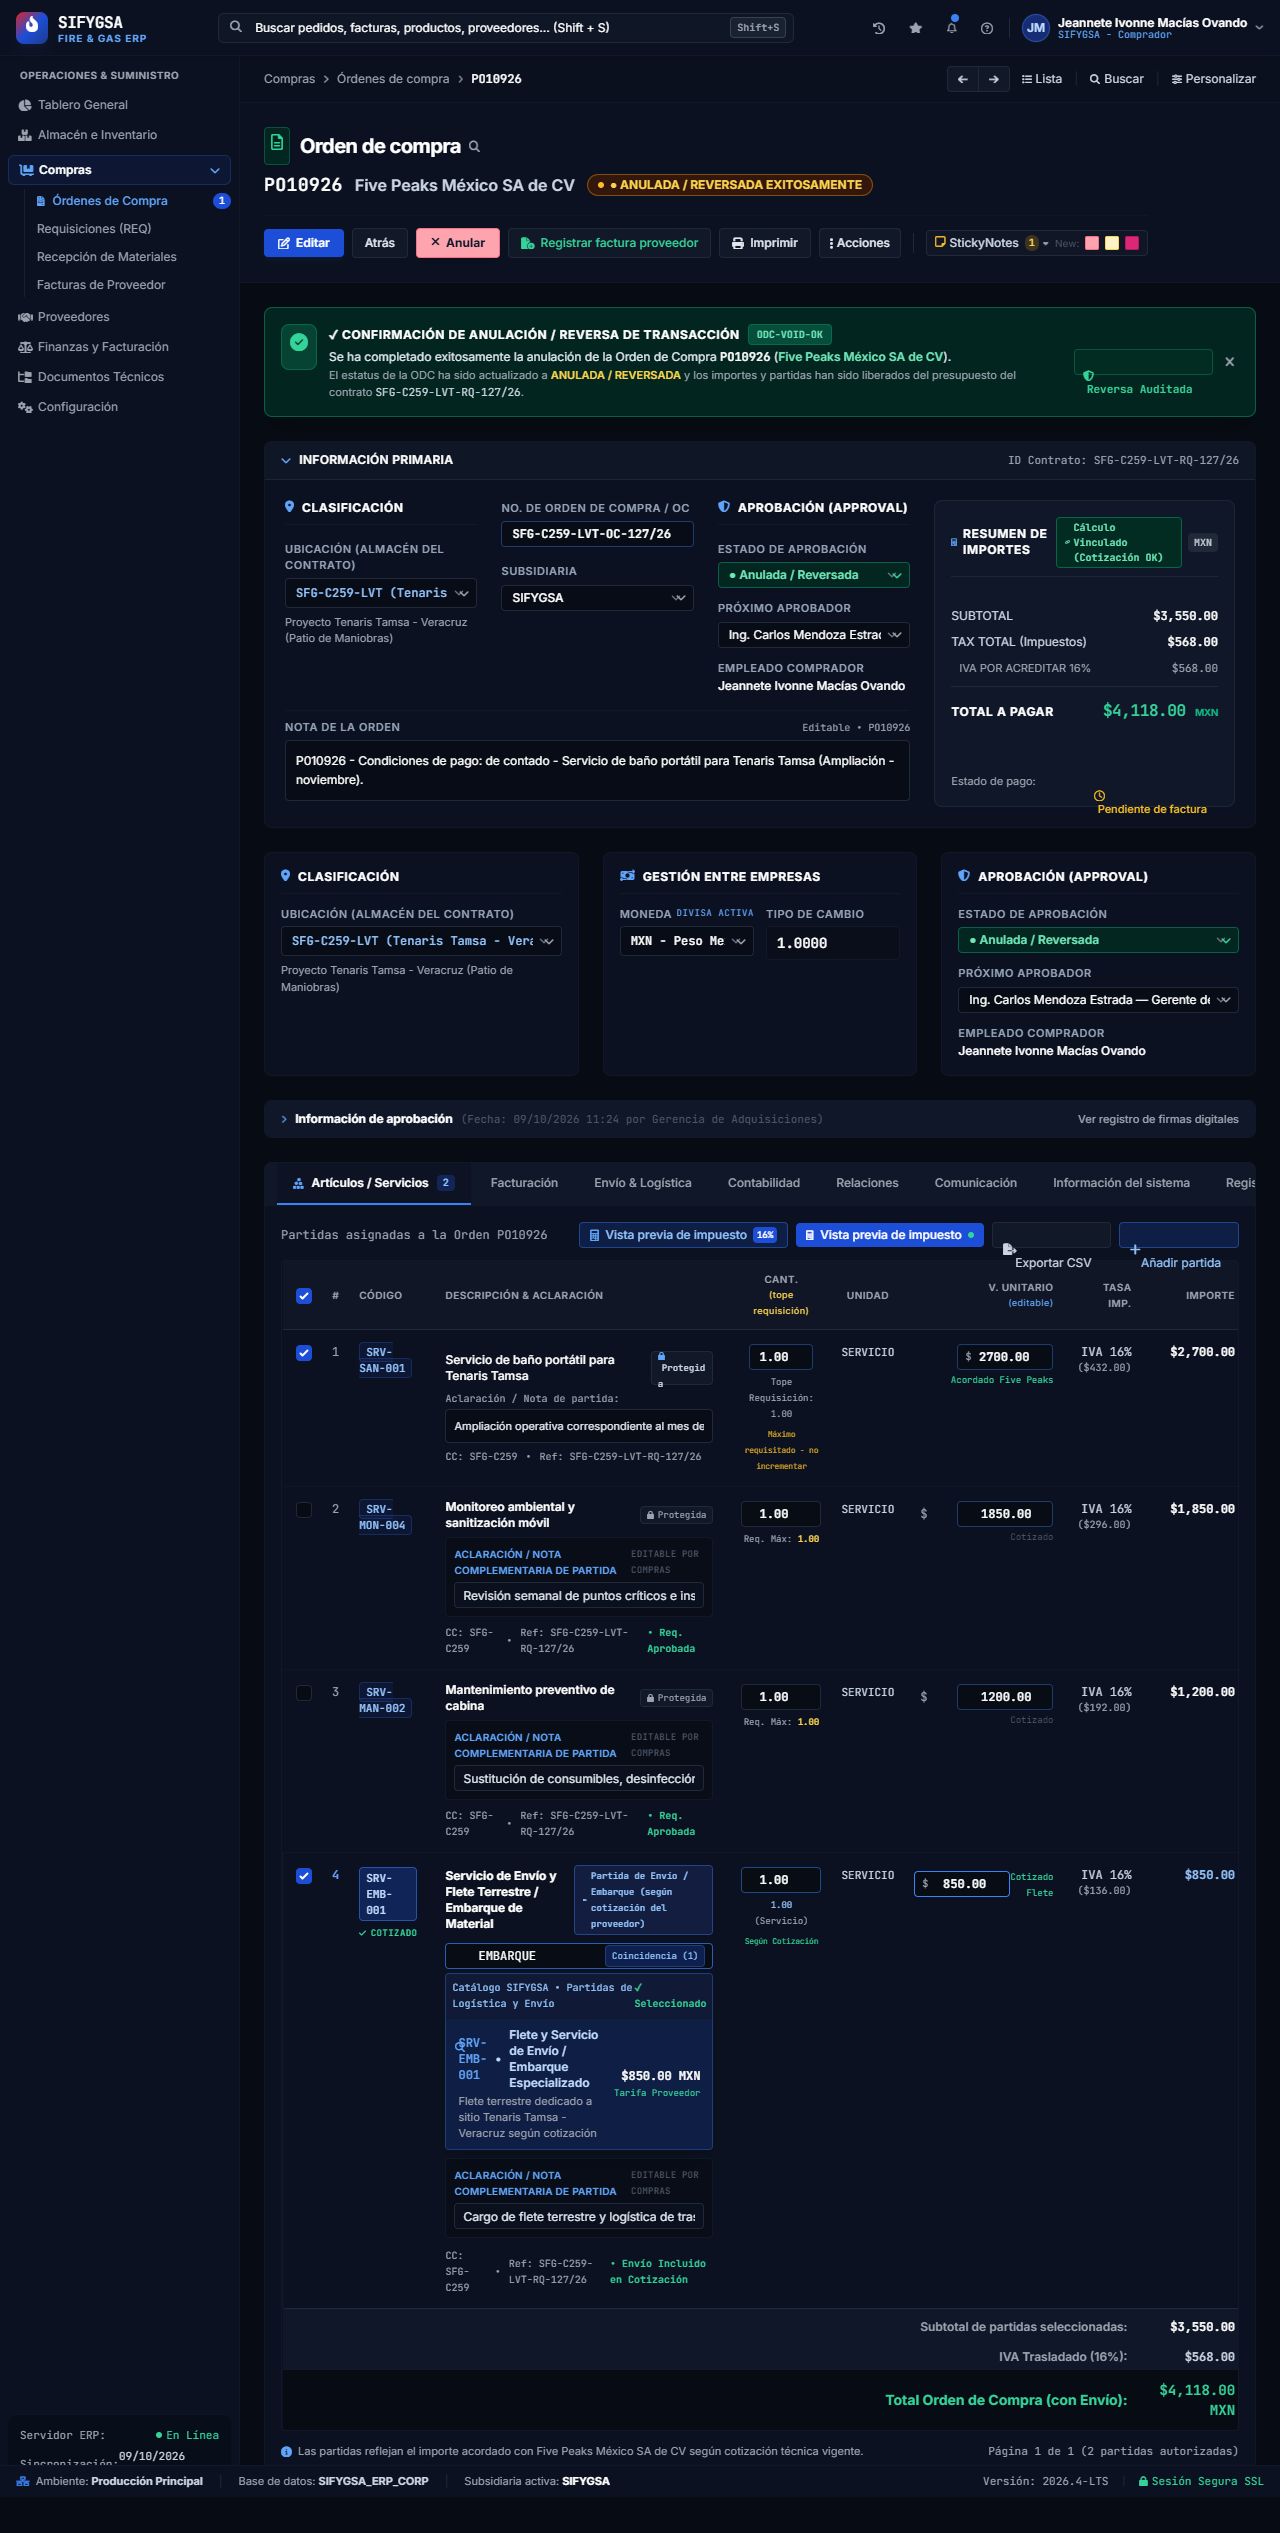 SIFYGSA
FIRE & GAS ERP
Buscar pedidos, facturas, productos, proveedores... (Shift + S)
Shift+S
JM
Jeannete Ivonne Macías Ovando
SIFYGSA - Comprador
OPERACIONES & SUMINISTRO
Tablero General
Almacén e Inventario
Compras
Órdenes de Compra
1
Requisiciones (REQ)
Recepción de Materiales
Facturas de Proveedor
Proveedores
Finanzas y Facturación
Documentos Técnicos
Configuración
Compras > Órdenes de compra > PO10926
Lista
Buscar
Personalizar
Orden de compra
PO10926 Five Peaks México SA de CV
● ANULADA / REVERSADA EXITOSAMENTE
Editar
Atrás
✕ Anular
Registrar factura proveedor
Imprimir
Acciones
StickyNotes 1
New:
✓ CONFIRMACIÓN DE ANULACIÓN / REVERSA DE TRANSACCIÓN
ODC-VOID-OK
Se ha completado exitosamente la anulación de la Orden de Compra PO10926 (Five Peaks México SA de CV).
El estatus de la ODC ha sido actualizado a ANULADA / REVERSADA y los importes y partidas han sido liberados del presupuesto del
contrato SFG-C259-LVT-RQ-127/26.
Reversa Auditada
INFORMACIÓN PRIMARIA
ID Contrato: SFG-C259-LVT-RQ-127/26
CLASIFICACIÓN
UBICACIÓN (ALMACÉN DEL
CONTRATO)
SFG-C259-LVT (Tenaris
Proyecto Tenaris Tamsa - Veracruz
(Patio de Maniobras)
NO. DE ORDEN DE COMPRA / OC
SFG-C259-LVT-OC-127/26
SUBSIDIARIA
SIFYGSA
APROBACIÓN (APPROVAL)
ESTADO DE APROBACIÓN
● Anulada / Reversada
PRÓXIMO APROBADOR
Ing. Carlos Mendoza Estrac
EMPLEADO COMPRADOR
Jeannete Ivonne Macías Ovando
NOTA DE LA ORDEN
Editable • PO10926
PO10926 - Condiciones de pago: de contado - Servicio de baño portátil para Tenaris Tamsa (Ampliación -
noviembre).
RESUMEN DE
IMPORTES
Cálculo
Vinculado
(Cotización OK)
MXN
SUBTOTAL
$3,550.00
TAX TOTAL (Impuestos)
$568.00
IVA POR ACREDITAR 16%
$568.00
TOTAL A PAGAR
$4,118.00 MXN
Estado de pago:
Pendiente de factura
CLASIFICACIÓN
UBICACIÓN (ALMACÉN DEL CONTRATO)
SFG-C259-LVT (Tenaris Tamsa - Vera
Proyecto Tenaris Tamsa - Veracruz (Patio de
Maniobras)
GESTIÓN ENTRE EMPRESAS
MONEDA DIVISA ACTIVA
MXN - Peso Me
TIPO DE CAMBIO
1.0000
APROBACIÓN (APPROVAL)
ESTADO DE APROBACIÓN
● Anulada / Reversada
PRÓXIMO APROBADOR
Ing. Carlos Mendoza Estrada — Gerente de
EMPLEADO COMPRADOR
Jeannete Ivonne Macías Ovando
Información de aprobación (Fecha: 09/10/2026 11:24 por Gerencia de Adquisiciones)
Ver registro de firmas digitales
Artículos / Servicios 2
Facturación
Envío & Logística
Contabilidad
Relaciones
Comunicación
Información del sistema
Regis
Partidas asignadas a la Orden PO10926
Vista previa de impuesto 16%
Vista previa de impuesto
Exportar CSV
Añadir partida
#
CÓDIGO
DESCRIPCIÓN & ACLARACIÓN
CANT.
(tope
requisición)
UNIDAD
V. UNITARIO
(editable)
TASA
IMP.
IMPORTE
1
SRV-
SAN-001
Servicio de baño portátil para
Tenaris Tamsa
Protegid
a
Aclaración / Nota de partida:
Ampliación operativa correspondiente al mes de
CC: SFG-C259 • Ref: SFG-C259-LVT-RQ-127/26
1.00
Tope
Requisición:
1.00
Máximo
requisitado - no
incrementar
SERVICIO
$ 2700.00
Acordado Five Peaks
IVA 16%
($432.00)
$2,700.00
2
SRV-
MON-004
Monitoreo ambiental y
sanitización móvil
Protegida
ACLARACIÓN / NOTA
COMPLEMENTARIA DE PARTIDA
EDITABLE POR
COMPRAS
Revisión semanal de puntos críticos e ins
CC: SFG-
C259
•
Ref: SFG-C259-LVT-
RQ-127/26
• Req.
Aprobada
1.00
Req. Máx: 1.00
SERVICIO
$ 1850.00
Cotizado
IVA 16%
($296.00)
$1,850.00
3
SRV-
MAN-002
Mantenimiento preventivo de
cabina
Protegida
ACLARACIÓN / NOTA
COMPLEMENTARIA DE PARTIDA
EDITABLE POR
COMPRAS
Sustitución de consumibles, desinfección
CC: SFG-
C259
•
Ref: SFG-C259-LVT-
RQ-127/26
• Req.
Aprobada
1.00
Req. Máx: 1.00
SERVICIO
$ 1200.00
Cotizado
IVA 16%
($192.00)
$1,200.00
4
SRV-
EMB-
001
✓ COTIZADO
Servicio de Envío y
Flete Terrestre /
Embarque de
Material
Partida de Envío /
Embarque (según
cotización del
proveedor)
EMBARQUE
Coincidencia (1)
Catálogo SIFYGSA • Partidas de
Logística y Envío
✓
Seleccionado
SRV-
EMB-
001
•
Flete y Servicio
de Envío /
Embarque
Especializado
$850.00 MXN
Tarifa Proveedor
Flete terrestre dedicado a
sitio Tenaris Tamsa -
Veracruz según cotización
ACLARACIÓN / NOTA
COMPLEMENTARIA DE PARTIDA
EDITABLE POR
COMPRAS
Cargo de flete terrestre y logística de tras
CC:
SFG-
C259
•
Ref: SFG-C259-
LVT-RQ-127/26
• Envío Incluido
en Cotización
1.00
1.00
(Servicio)
Según Cotización
SERVICIO
$ 850.00
Cotizado
Flete
IVA 16%
($136.00)
$850.00
Subtotal de partidas seleccionadas:
$3,550.00
IVA Trasladado (16%):
$568.00
Total Orden de Compra (con Envío):
$4,118.00
MXN
Las partidas reflejan el importe acordado con Five Peaks México SA de CV según cotización técnica vigente.
Página 1 de 1 (2 partidas autorizadas)
Servidor ERP:
● En Línea
Sincronización:
09/10/2026
Ambiente: Producción Principal
Base de datos: SIFYGSA_ERP_CORP
Subsidiaria activa: SIFYGSA
Versión: 2026.4-LTS
Sesión Segura SSL